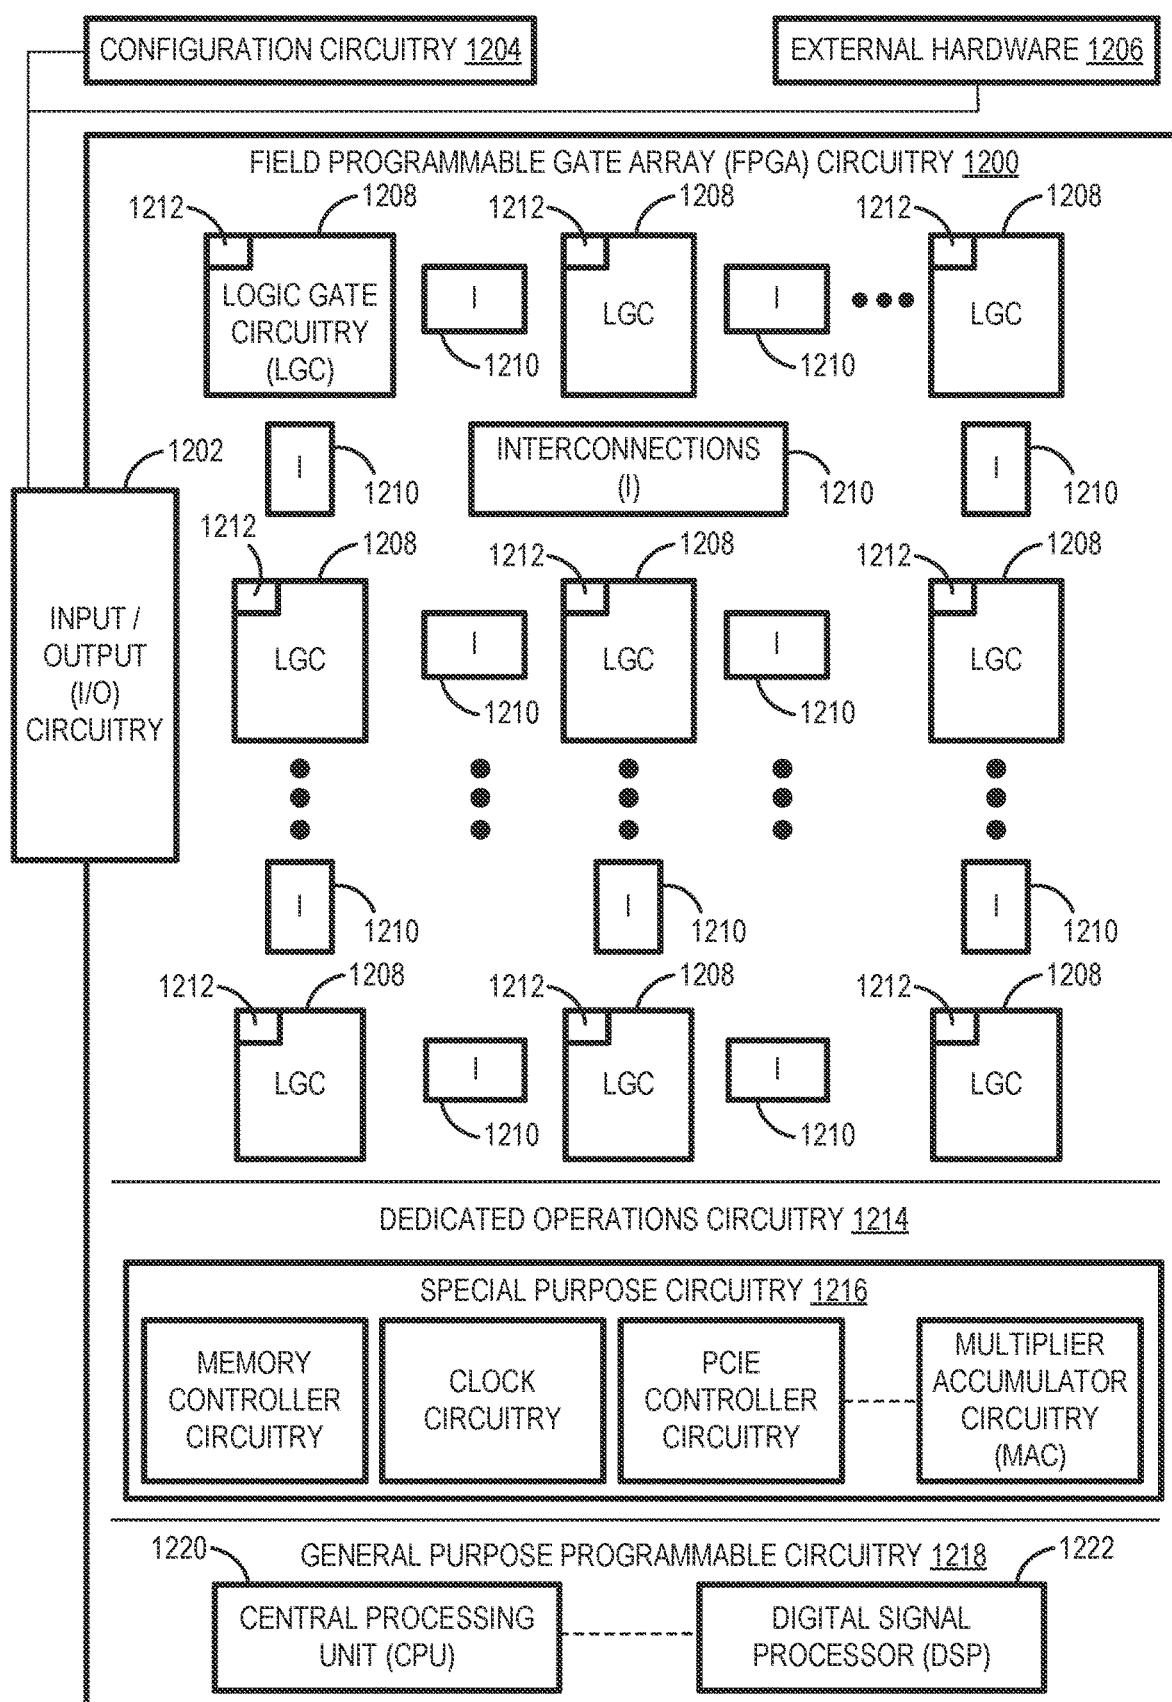 CONFIGURATION CIRCUITRY 1204
EXTERNAL HARDWARE 1206
FIELD PROGRAMMABLE GATE ARRAY (FPGA) CIRCUITRY 1200
1212 1208 1212 1208 1212 1208
LOGIC GATE
CIRCUITRY
(LGC)
I
LGC
I
LGC
1210 1210
1202
I
1210
INTERCONNECTIONS
(I)
1210
I
1210
1212 1208 1212 1208 1212 1208
INPUT /
OUTPUT
(I/O)
CIRCUITRY
LGC
I
LGC
I
LGC
1210 1210
I
1210
I
1210
I
1210
1212 1208 1212 1208 1212 1208
LGC
I
LGC
I
LGC
1210 1210
DEDICATED OPERATIONS CIRCUITRY 1214
SPECIAL PURPOSE CIRCUITRY 1216
MEMORY
CONTROLLER
CIRCUITRY
CLOCK
CIRCUITRY
PCIE
CONTROLLER
CIRCUITRY
MULTIPLIER
ACCUMULATOR
CIRCUITRY
(MAC)
1220
GENERAL PURPOSE PROGRAMMABLE CIRCUITRY 1218
1222
CENTRAL PROCESSING
UNIT (CPU)
DIGITAL SIGNAL
PROCESSOR (DSP)